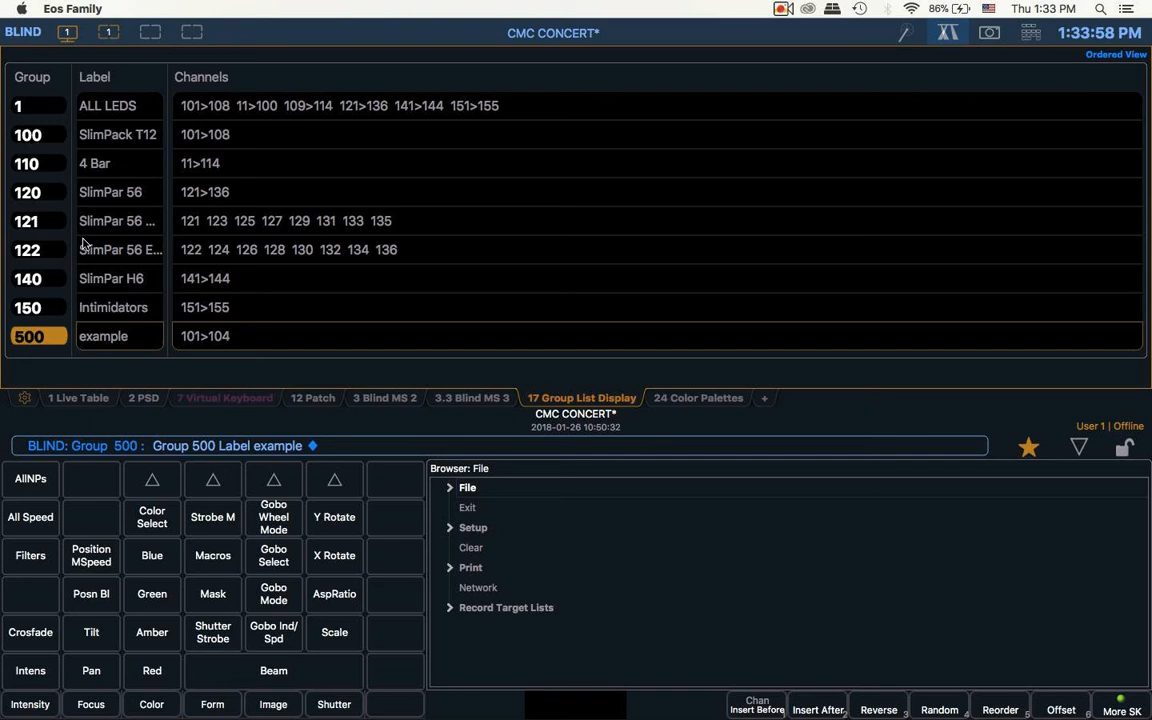 Eos Family 86% Thu 1:33 PM
BLIND 1 1 CMC CONCERT* 1:33:58 PM
Ordered View
Group Label Channels
1 ALL LEDS 101>108 11>100 109>114 121>136 141>144 151>155
100 SlimPack T12 101>108
110 4 Bar 11>114
120 SlimPar 56 121>136
121 SlimPar 56 ... 121 123 125 127 129 131 133 135
122 SlimPar 56 E... 122 124 126 128 130 132 134 136
140 SlimPar H6 141>144
150 Intimidators 151>155
500 example 101>104
1 Live Table 2 PSD 7 Virtual Keyboard 12 Patch 3 Blind MS 2 3.3 Blind MS 3 17 Group List Display 24 Color Palettes +
CMC CONCERT*
2018-01-26 10:50:32
User 1 | Offline
BLIND: Group 500 : Group 500 Label example
AllNPs
All Speed Color Select Strobe M Gobo Wheel Mode Y Rotate
Filters Position MSpeed Blue Macros Gobo Select X Rotate
Posn Bl Green Mask Gobo Mode AspRatio
Crosfade Tilt Amber Shutter Strobe Gobo Ind/ Spd Scale
Intens Pan Red Beam
Intensity Focus Color Form Image Shutter
Browser: File
File
Exit
Setup
Clear
Print
Network
Record Target Lists
Chan Insert Before 1 Insert After 2 Reverse 3 Random 4 Reorder 5 Offset 6 More SK